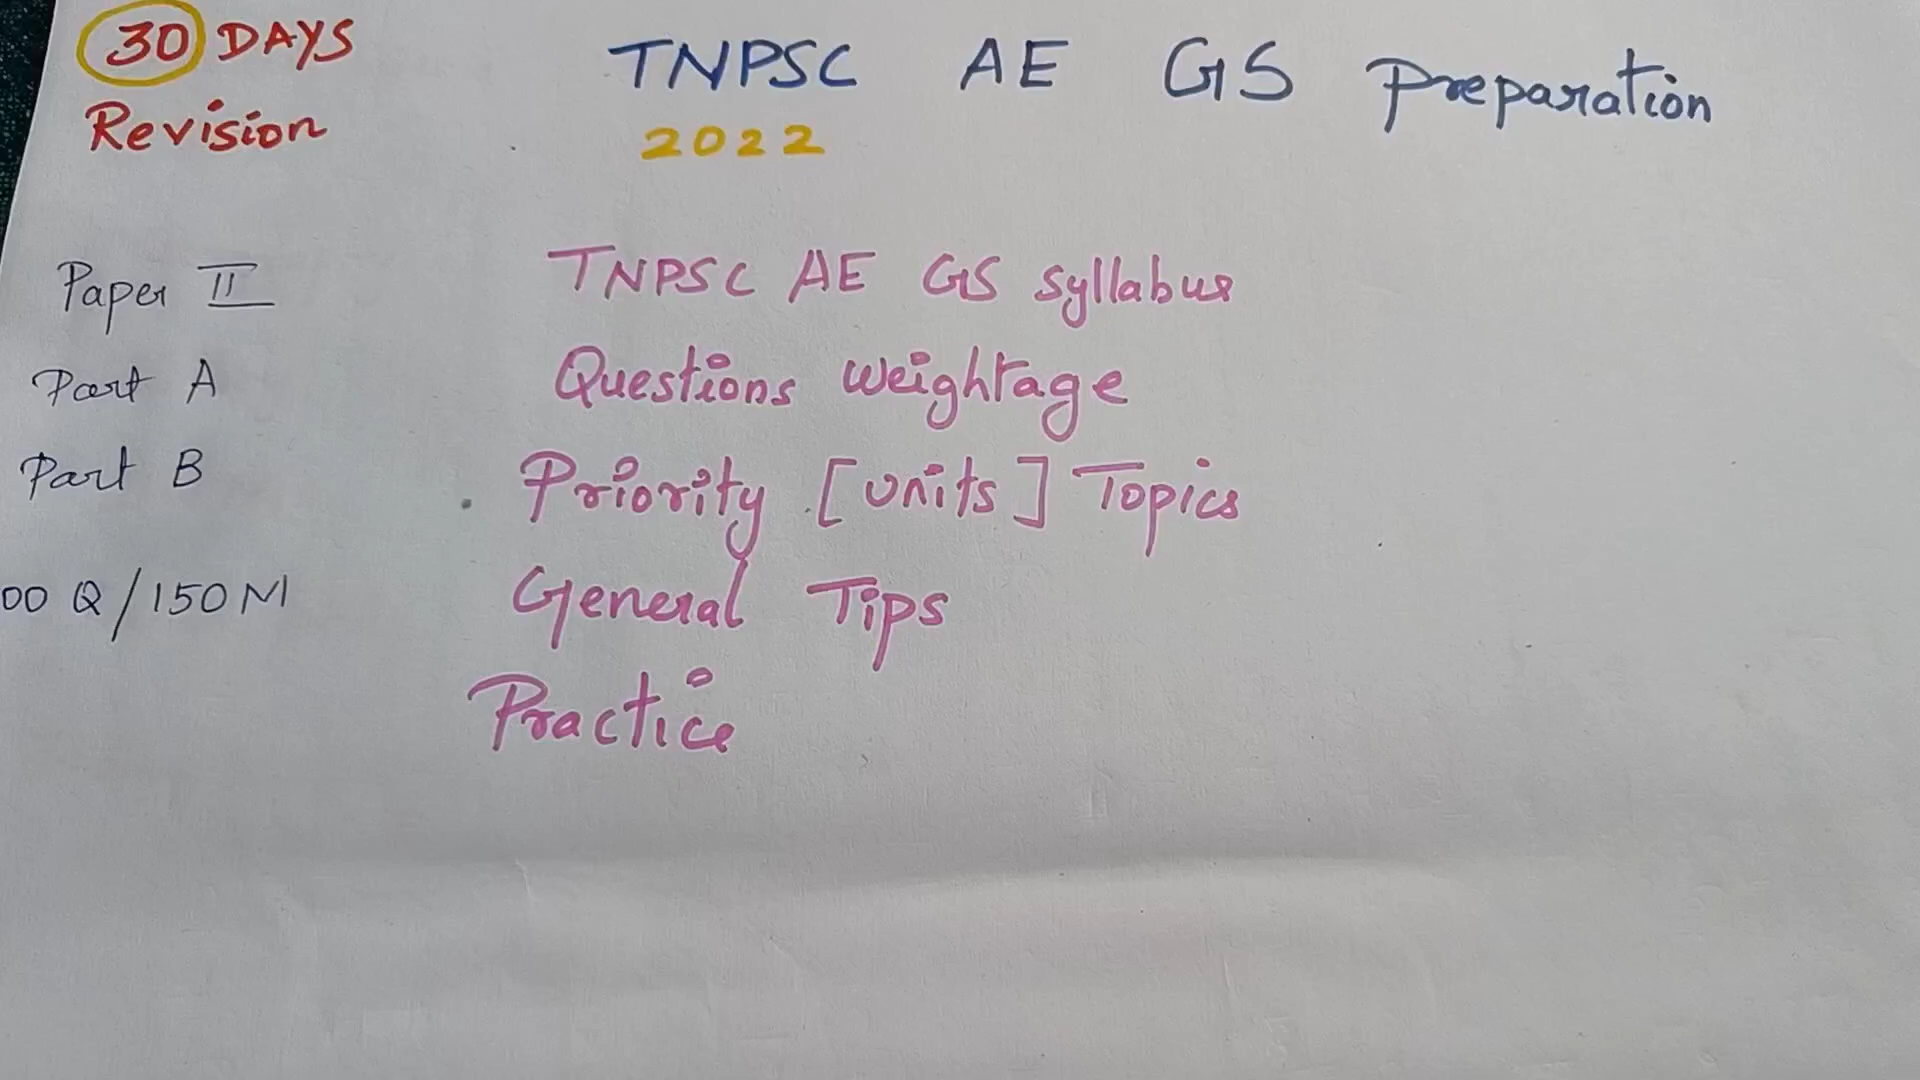 30 DAYS
Revision
TNPSC AE GS Preparation
2022
Paper II
Part A
Part B
00 Q/150 M
TNPSC AE GS Syllabus
Questions Weightage
Priority [units] Topics
General Tips
Practice